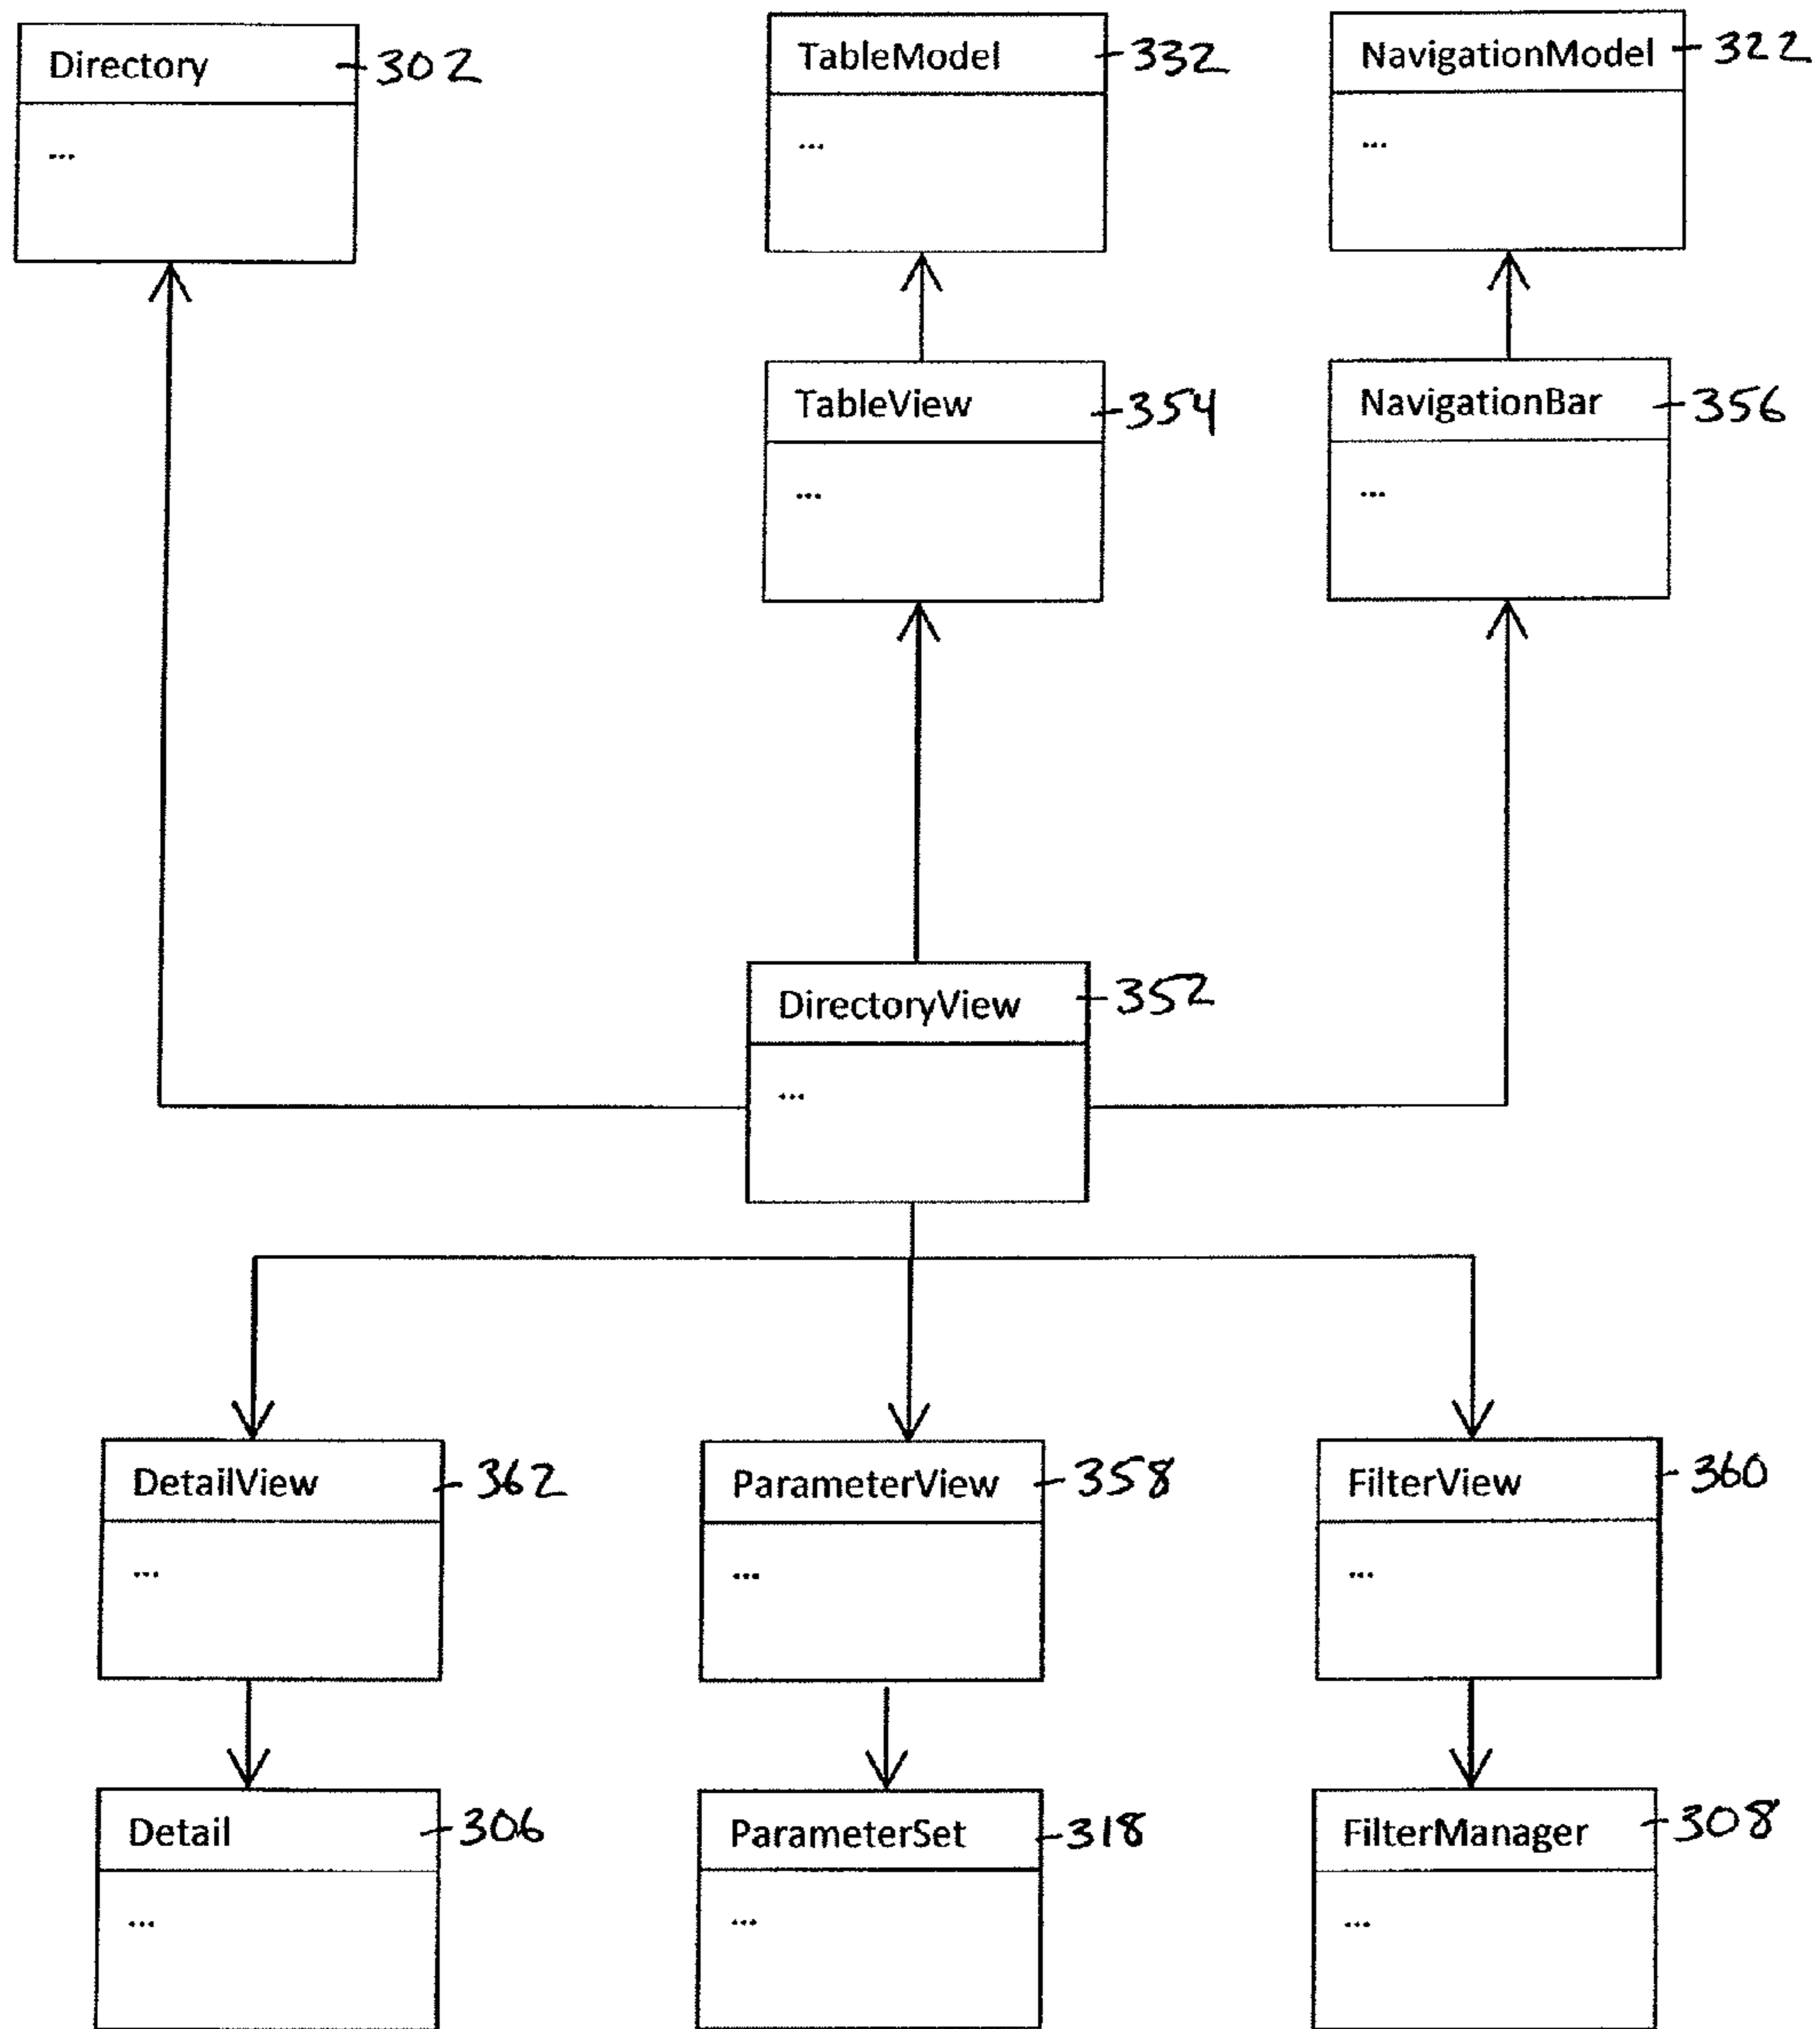 Directory 302
...
TableModel 332
...
NavigationModel 322
...
TableView 354
...
NavigationBar 356
...
DirectoryView 352
...
DetailView 362
...
ParameterView 358
...
FilterView 360
...
Detail 306
...
ParameterSet 318
...
FilterManager 308
...